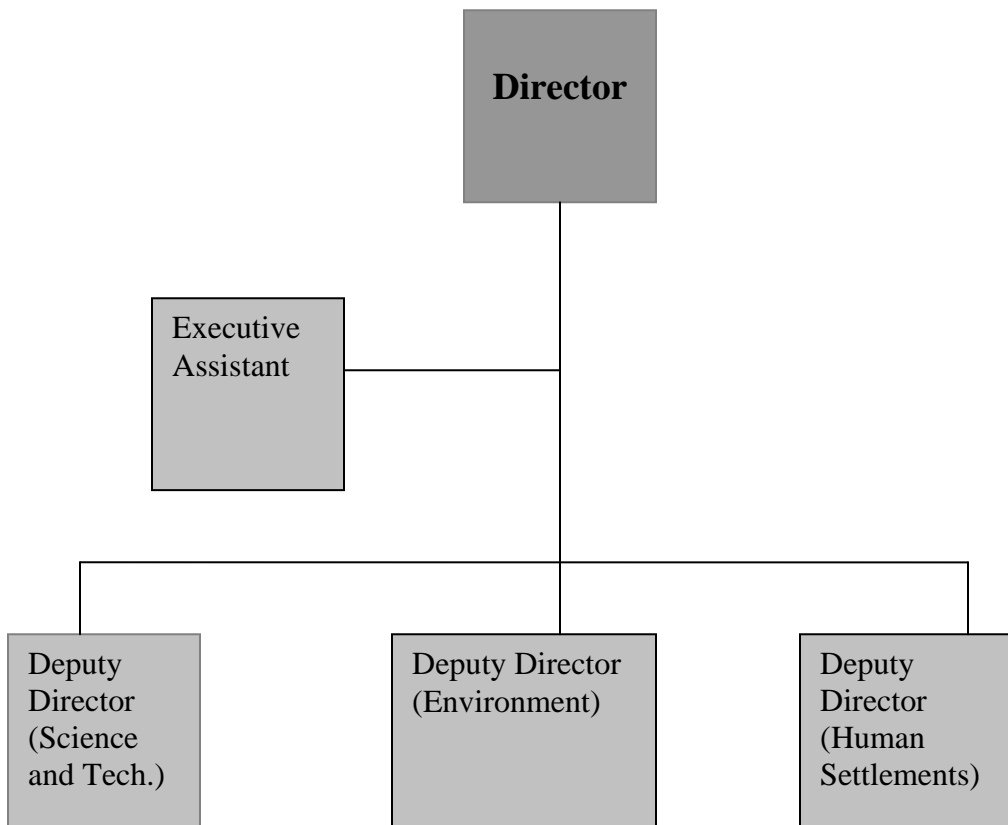 Director
Executive
Assistant
Deputy
Director
(Science
and Tech.)
Deputy Director
(Environment)
Deputy
Director
(Human
Settlements)